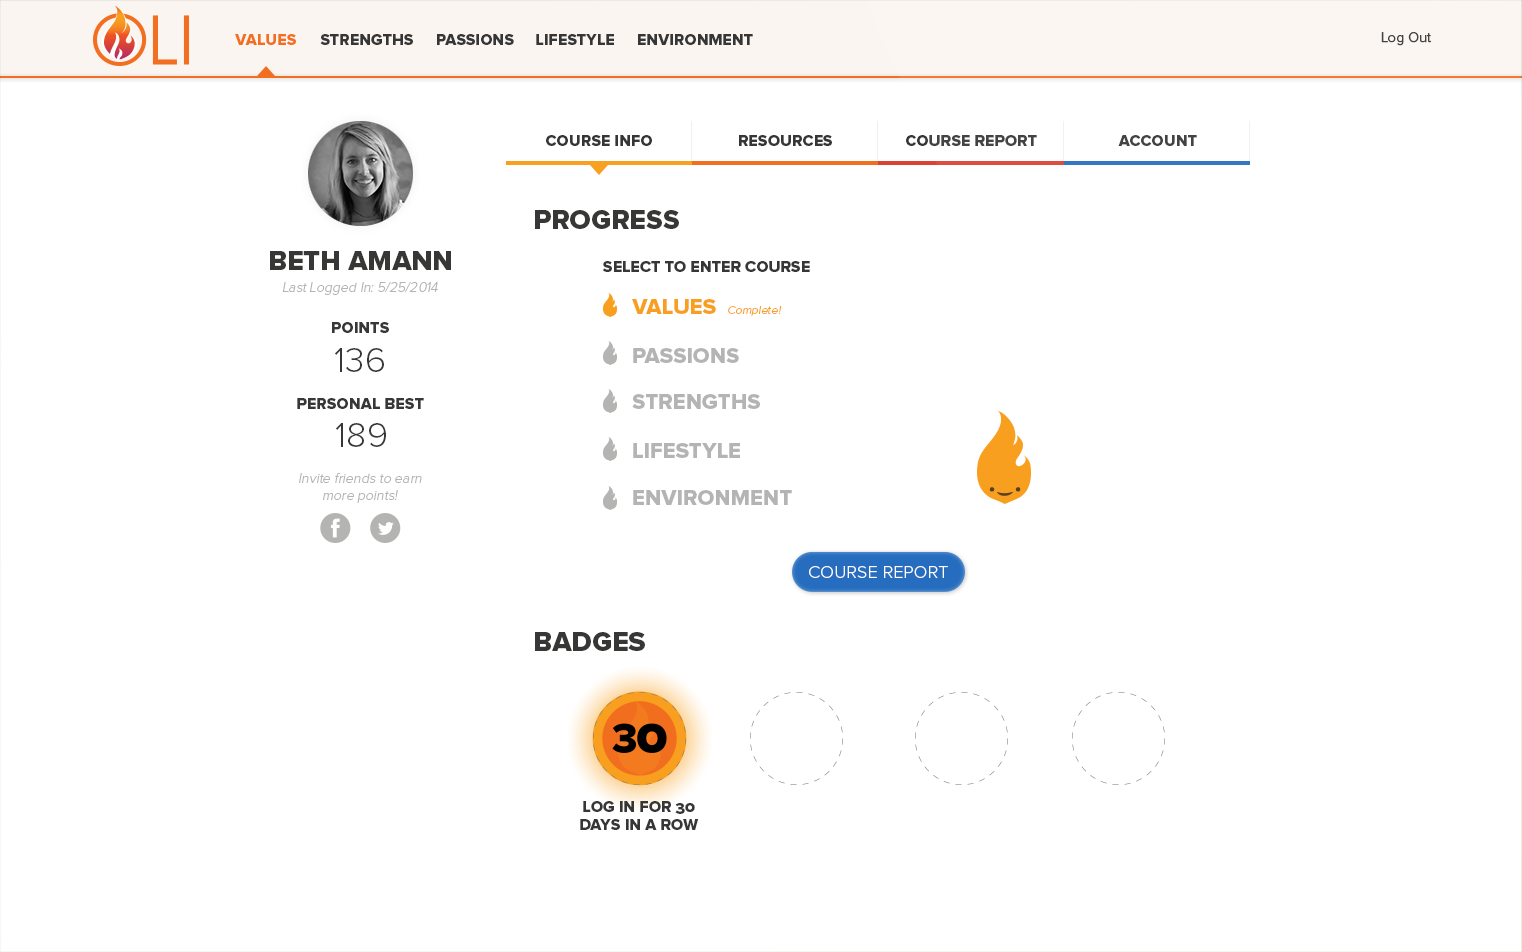 OLI
VALUES STRENGTHS PASSIONS LIFESTYLE ENVIRONMENT
Log Out
BETH AMANN
Last Logged In: 5/25/2014
POINTS
136
PERSONAL BEST
189
Invite friends to earn
more points!
COURSE INFO RESOURCES COURSE REPORT ACCOUNT
PROGRESS
SELECT TO ENTER COURSE
VALUES Complete!
PASSIONS
STRENGTHS
LIFESTYLE
ENVIRONMENT
COURSE REPORT
BADGES
30
LOG IN FOR 30
DAYS IN A ROW